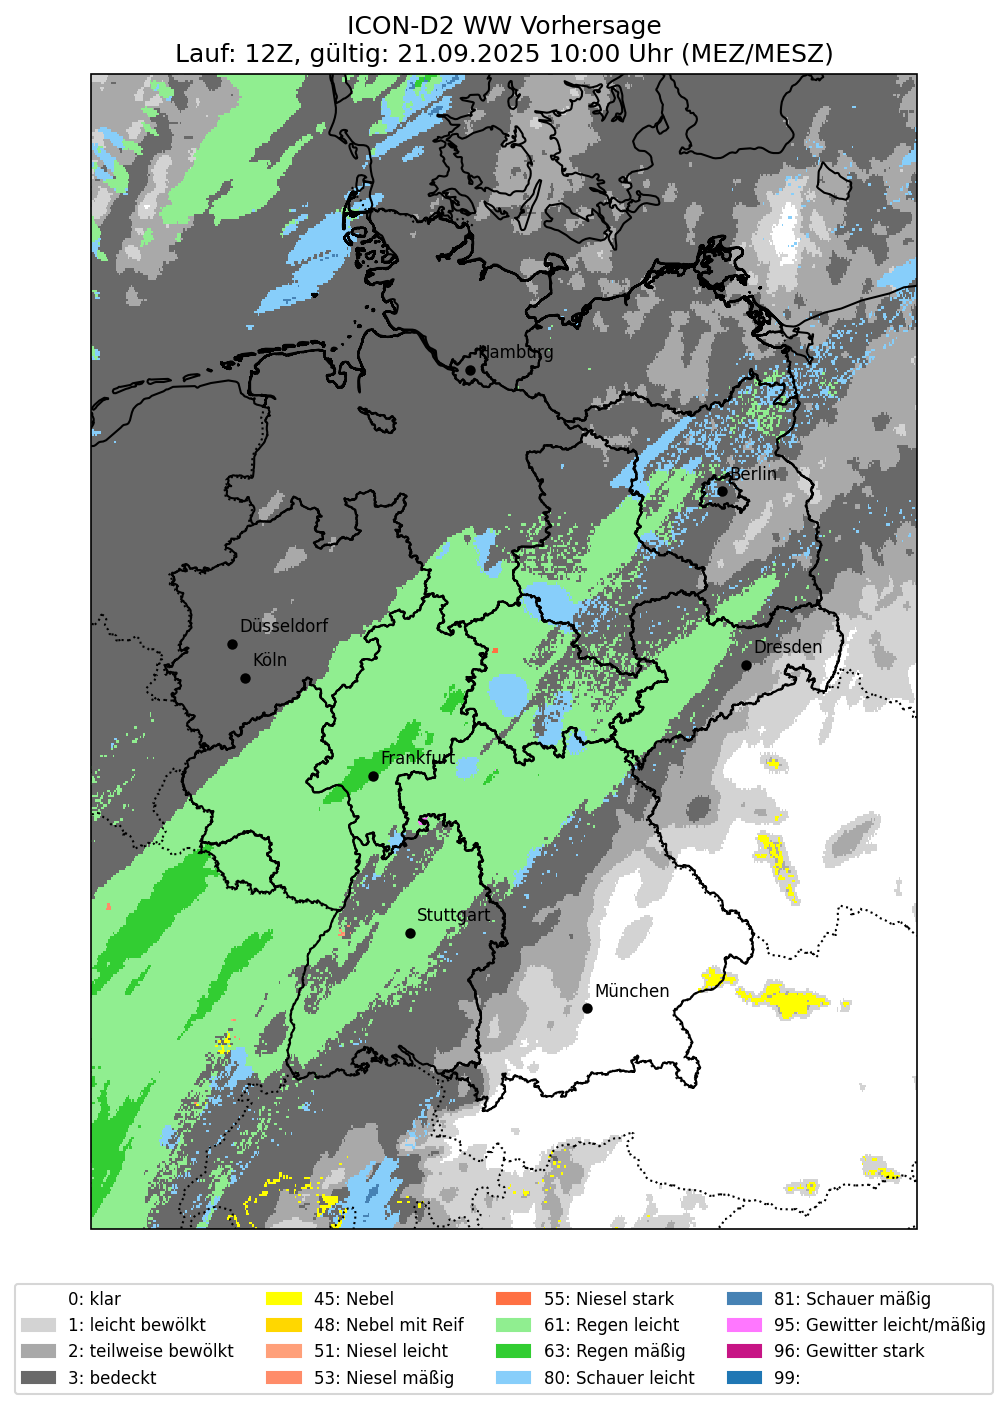 ICON-D2 WW Vorhersage
Lauf: 12Z, gültig: 21.09.2025 10:00 Uhr (MEZ/MESZ)
Hamburg
Berlin
Düsseldorf
Köln
Dresden
Frankfurt
Stuttgart
München
0: klar
1: leicht bewölkt
2: teilweise bewölkt
3: bedeckt
45: Nebel
48: Nebel mit Reif
51: Niesel leicht
53: Niesel mäßig
55: Niesel stark
61: Regen leicht
63: Regen mäßig
80: Schauer leicht
81: Schauer mäßig
95: Gewitter leicht/mäßig
96: Gewitter stark
99: